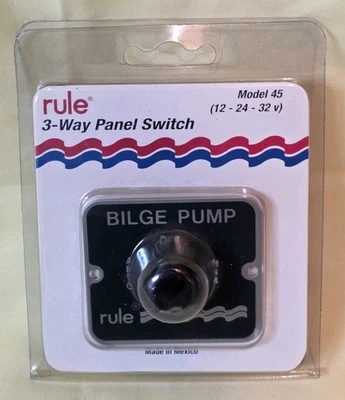 rule®
Model 45
3-Way Panel Switch
(12 - 24 - 32 v)
BILGE PUMP
rule®
Made in Mexico